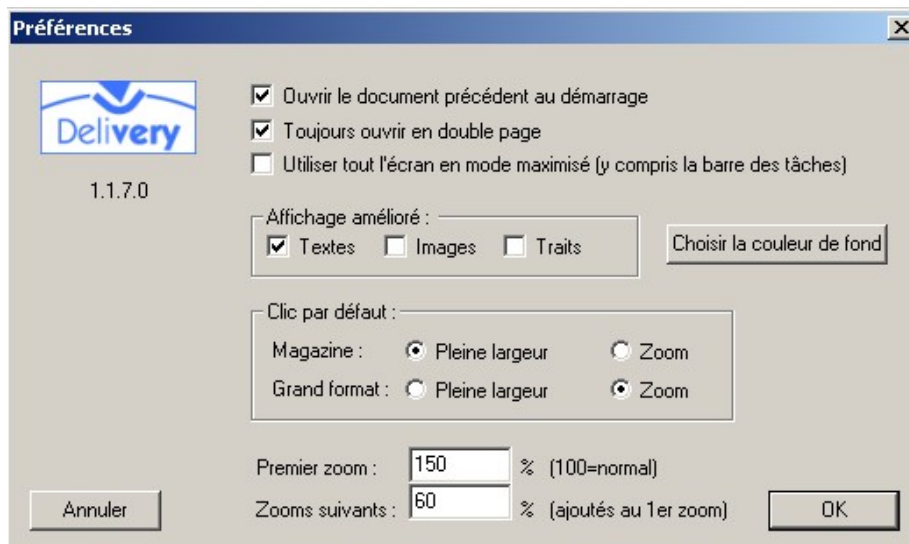 Préférences
Delivery
1.1.7.0
Ouvrir le document précédent au démarrage
Toujours ouvrir en double page
Utiliser tout l'écran en mode maximisé (y compris la barre des tâches)
Affichage amélioré :
Textes Images Traits
Choisir la couleur de fond
Clic par défaut :
Magazine : Pleine largeur Zoom
Grand format : Pleine largeur Zoom
Premier zoom : 150 % (100=normal)
Zooms suivants : 60 % (ajoutés au 1er zoom)
Annuler
OK